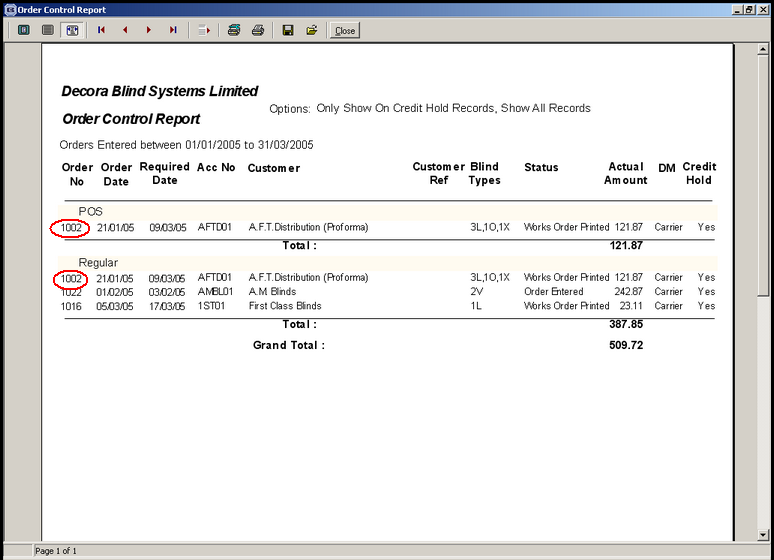 Order Control Report
Close
Decora Blind Systems Limited
Options: Only Show On Credit Hold Records, Show All Records
Order Control Report
Orders Entered between 01/01/2005 to 31/03/2005
Order No Order Date Required Date Acc No Customer Customer Ref Blind Types Status Actual Amount DM Credit Hold
POS
1002 21/01/05 09/03/05 AFTD01 A.F.T.Distribution (Proforma) 3L,1O,1X Works Order Printed 121.87 Carrier Yes
Total : 121.87
Regular
1002 21/01/05 09/03/05 AFTD01 A.F.T.Distribution (Proforma) 3L,1O,1X Works Order Printed 121.87 Carrier Yes
1022 01/02/05 03/02/05 AMBL01 A.M. Blinds 2V Order Entered 242.87 Carrier Yes
1016 05/03/05 17/03/05 1ST01 First Class Blinds 1L Works Order Printed 23.11 Carrier Yes
Total : 387.85
Grand Total : 509.72
Page 1 of 1